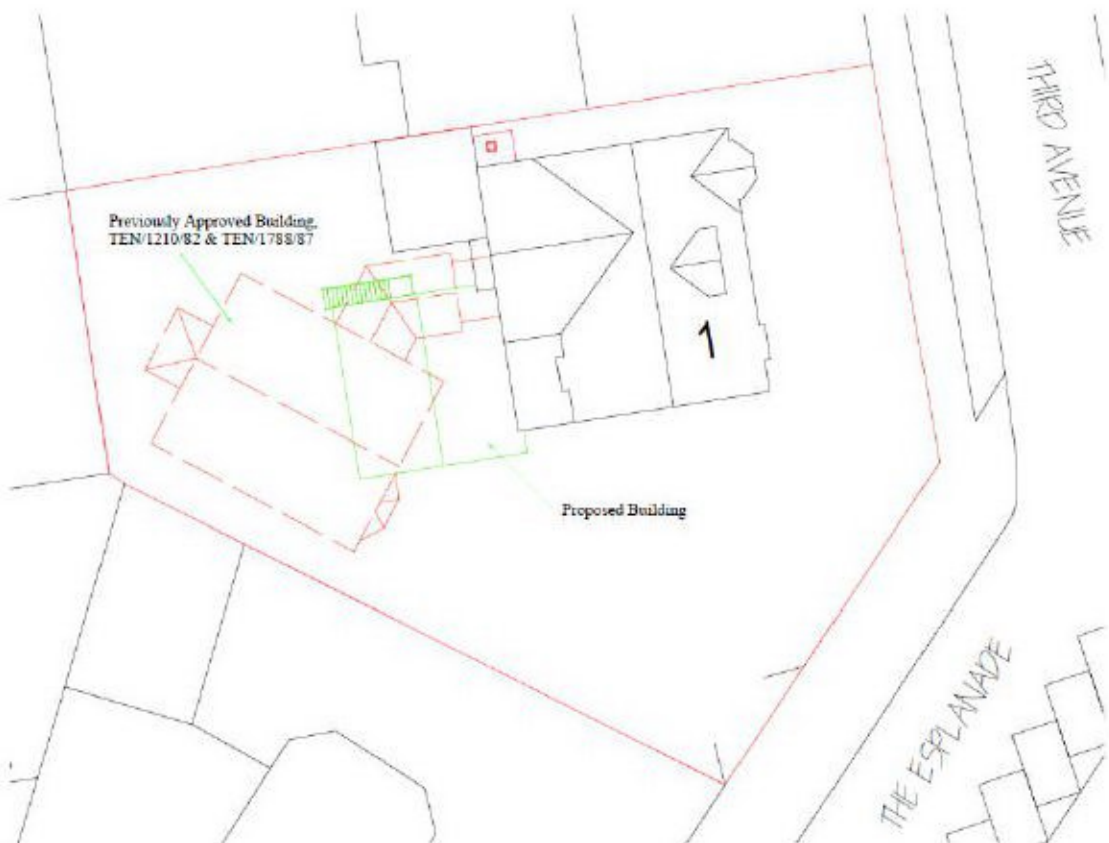 THIRD AVENUE
Previously Approved Building,
TEN/1210/82 & TEN/1788/87
1
Proposed Building
THE ESPLANADE